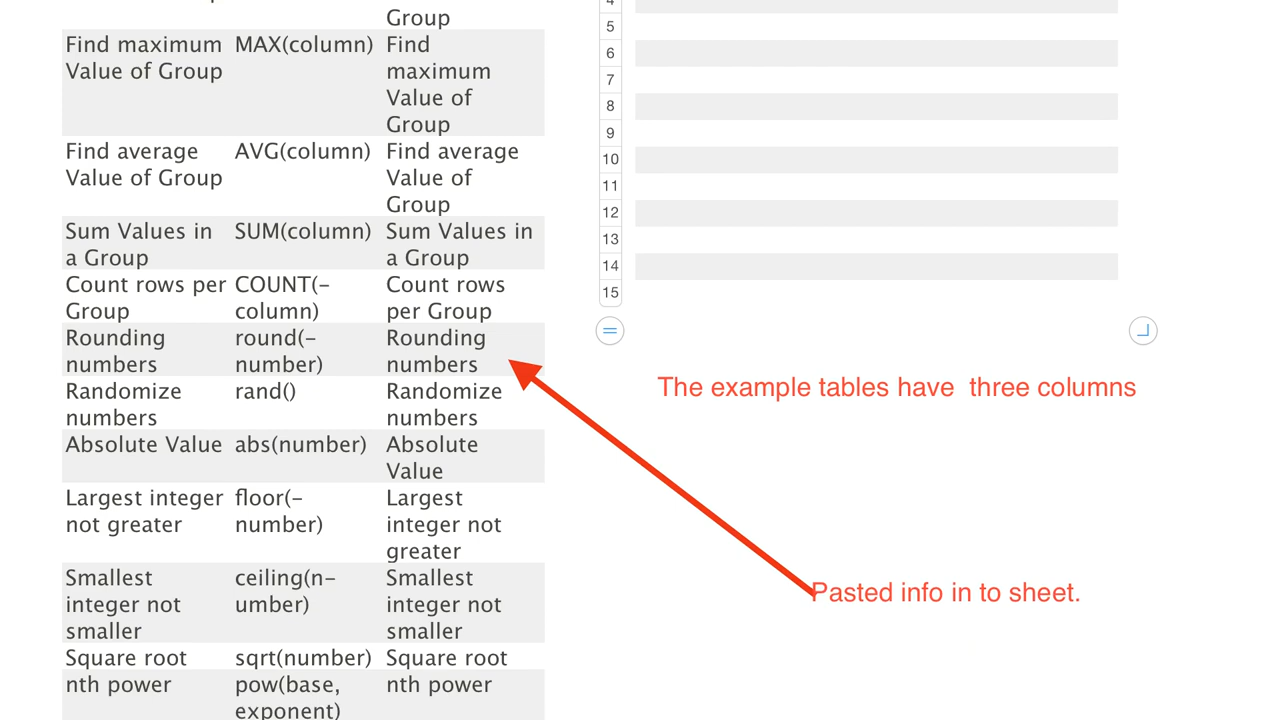 Group
Find maximum MAX(column) Find
Value of Group maximum
Value of
Group
Find average AVG(column) Find average
Value of Group Value of
Group
Sum Values in SUM(column) Sum Values in
a Group a Group
Count rows per COUNT(- Count rows
Group column) per Group
Rounding round(- Rounding
numbers number) numbers
Randomize rand() Randomize
numbers numbers
Absolute Value abs(number) Absolute
Value
Largest integer floor(- Largest
not greater number) integer not
greater
Smallest ceiling(n- Smallest
integer not umber) integer not
smaller smaller
Square root sqrt(number) Square root
nth power pow(base, nth power
exponent)
4
5
6
7
8
9
10
11
12
13
14
15
The example tables have  three columns
Pasted info in to sheet.